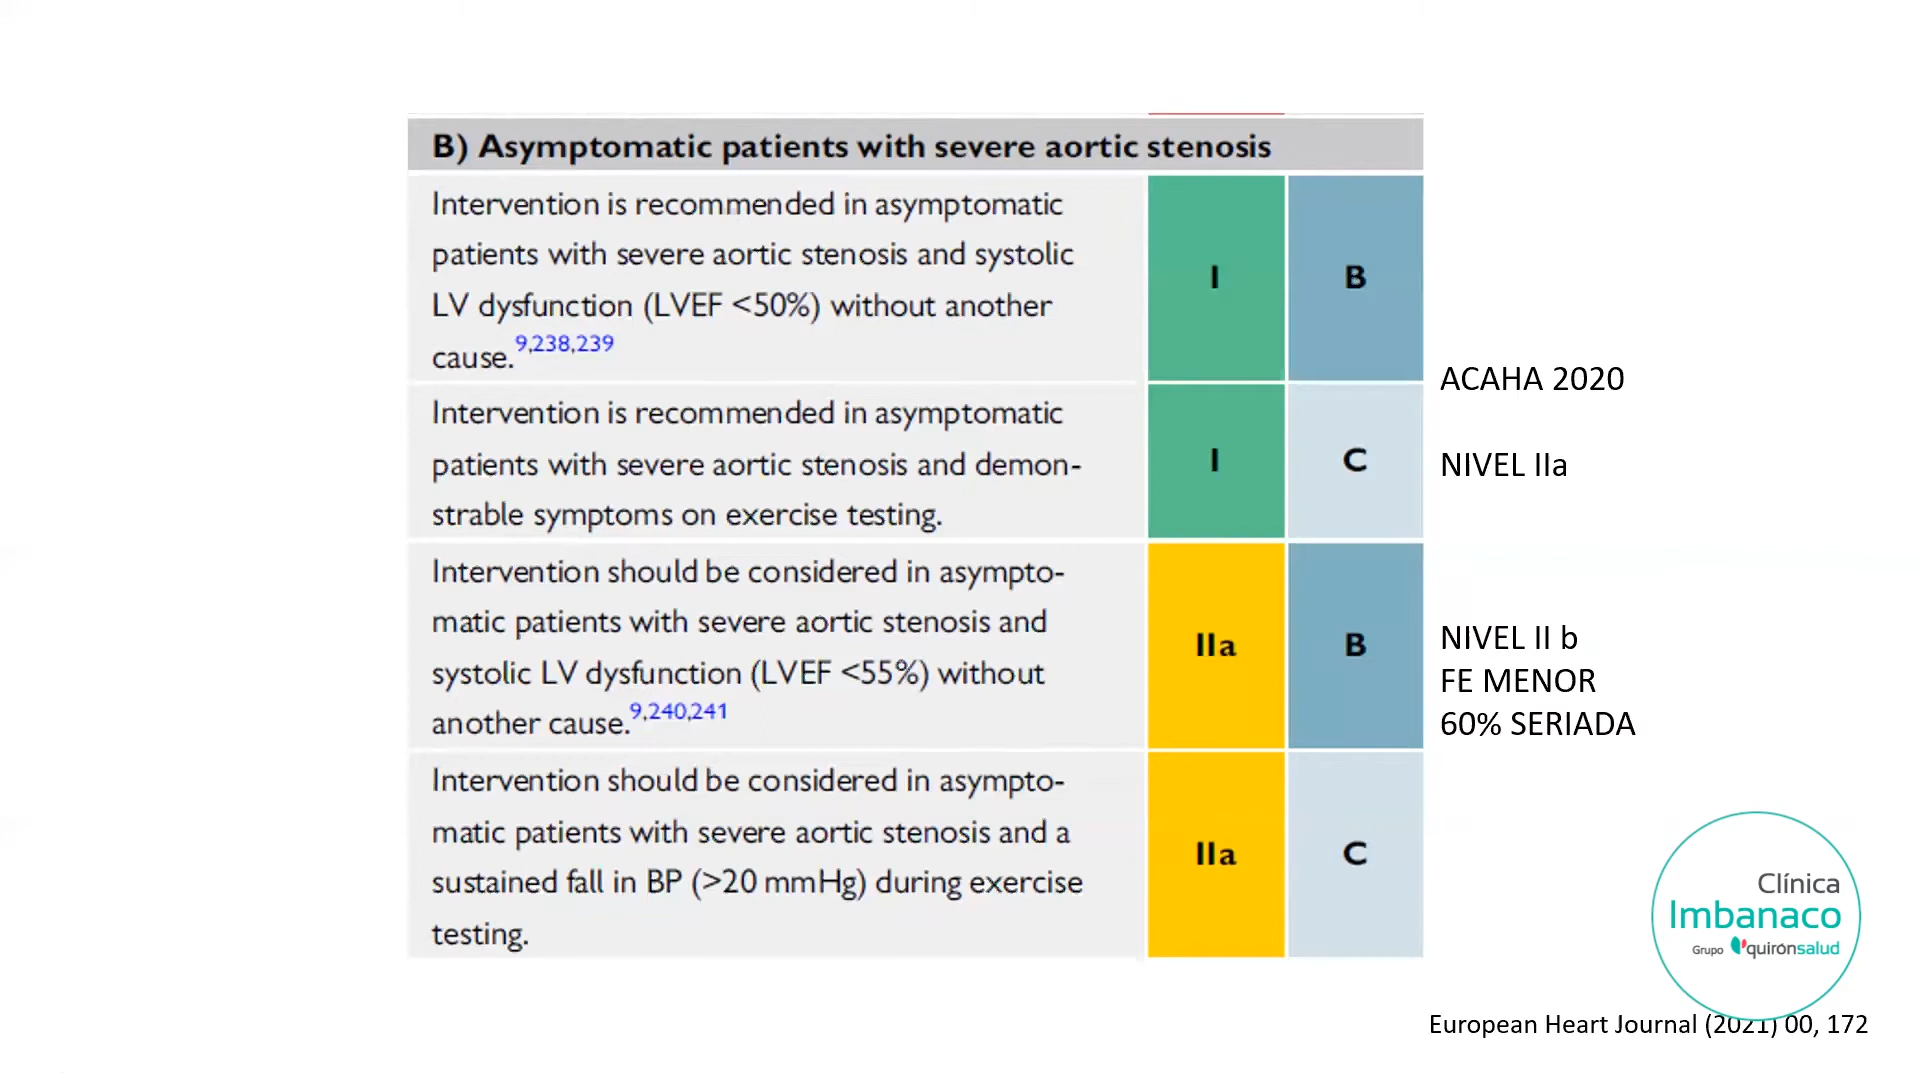 B) Asymptomatic patients with severe aortic stenosis
Intervention is recommended in asymptomatic
patients with severe aortic stenosis and systolic
LV dysfunction (LVEF <50%) without another
cause.9,238,239
I
B
Intervention is recommended in asymptomatic
patients with severe aortic stenosis and demon-
strable symptoms on exercise testing.
I
C
Intervention should be considered in asympto-
matic patients with severe aortic stenosis and
systolic LV dysfunction (LVEF <55%) without
another cause.9,240,241
IIa
B
Intervention should be considered in asympto-
matic patients with severe aortic stenosis and a
sustained fall in BP (>20 mmHg) during exercise
testing.
IIa
C
ACAHA 2020
NIVEL IIa
NIVEL II b
FE MENOR
60% SERIADA
Clínica
Imbanaco
Grupo quirónsalud
European Heart Journal (2021) 00, 172